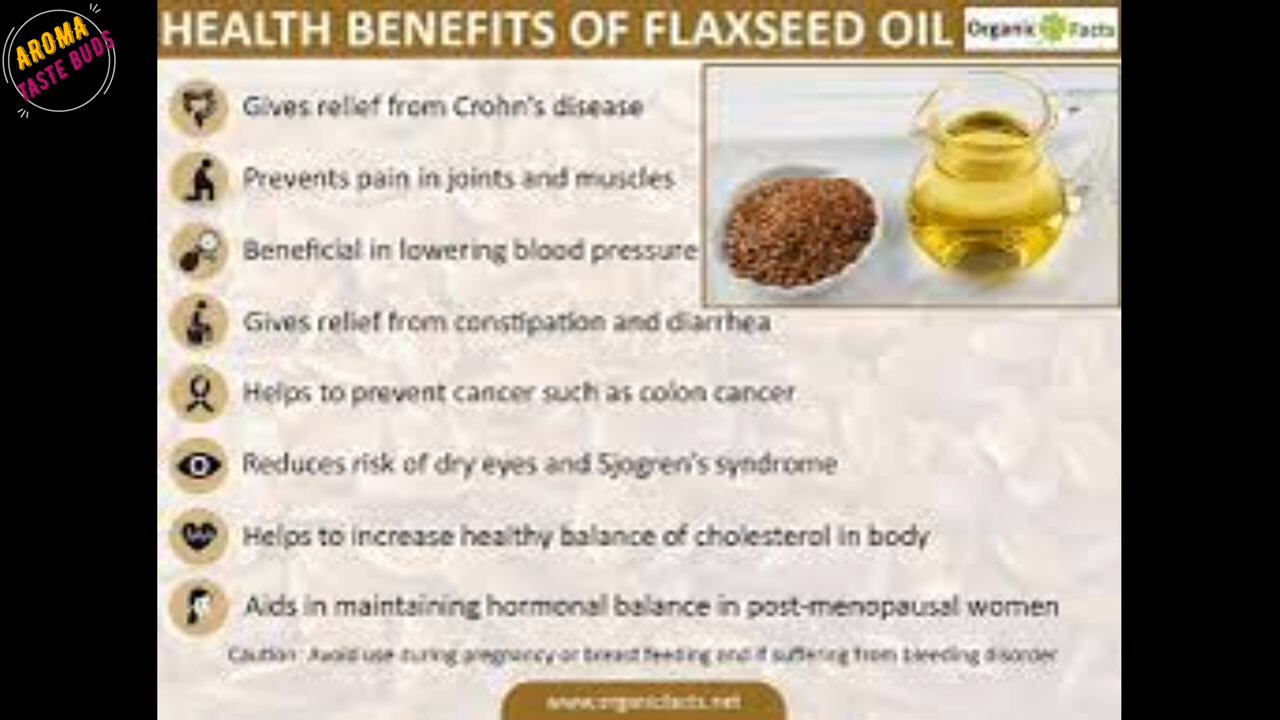 AROMA
TASTE BUDS
HEALTH BENEFITS OF FLAXSEED OIL
Organic Facts
Gives relief from Crohn's disease
Prevents pain in joints and muscles
Beneficial in lowering blood pressure
Gives relief from constipation and diarrhea
Helps to prevent cancer such as colon cancer
Reduces risk of dry eyes and Sjogren's syndrome
Helps to increase healthy balance of cholesterol in body
Aids in maintaining hormonal balance in post-menopausal women
Caution: Avoid use during pregnancy or breast feeding and if suffering from bleeding disorder
www.organicfacts.net